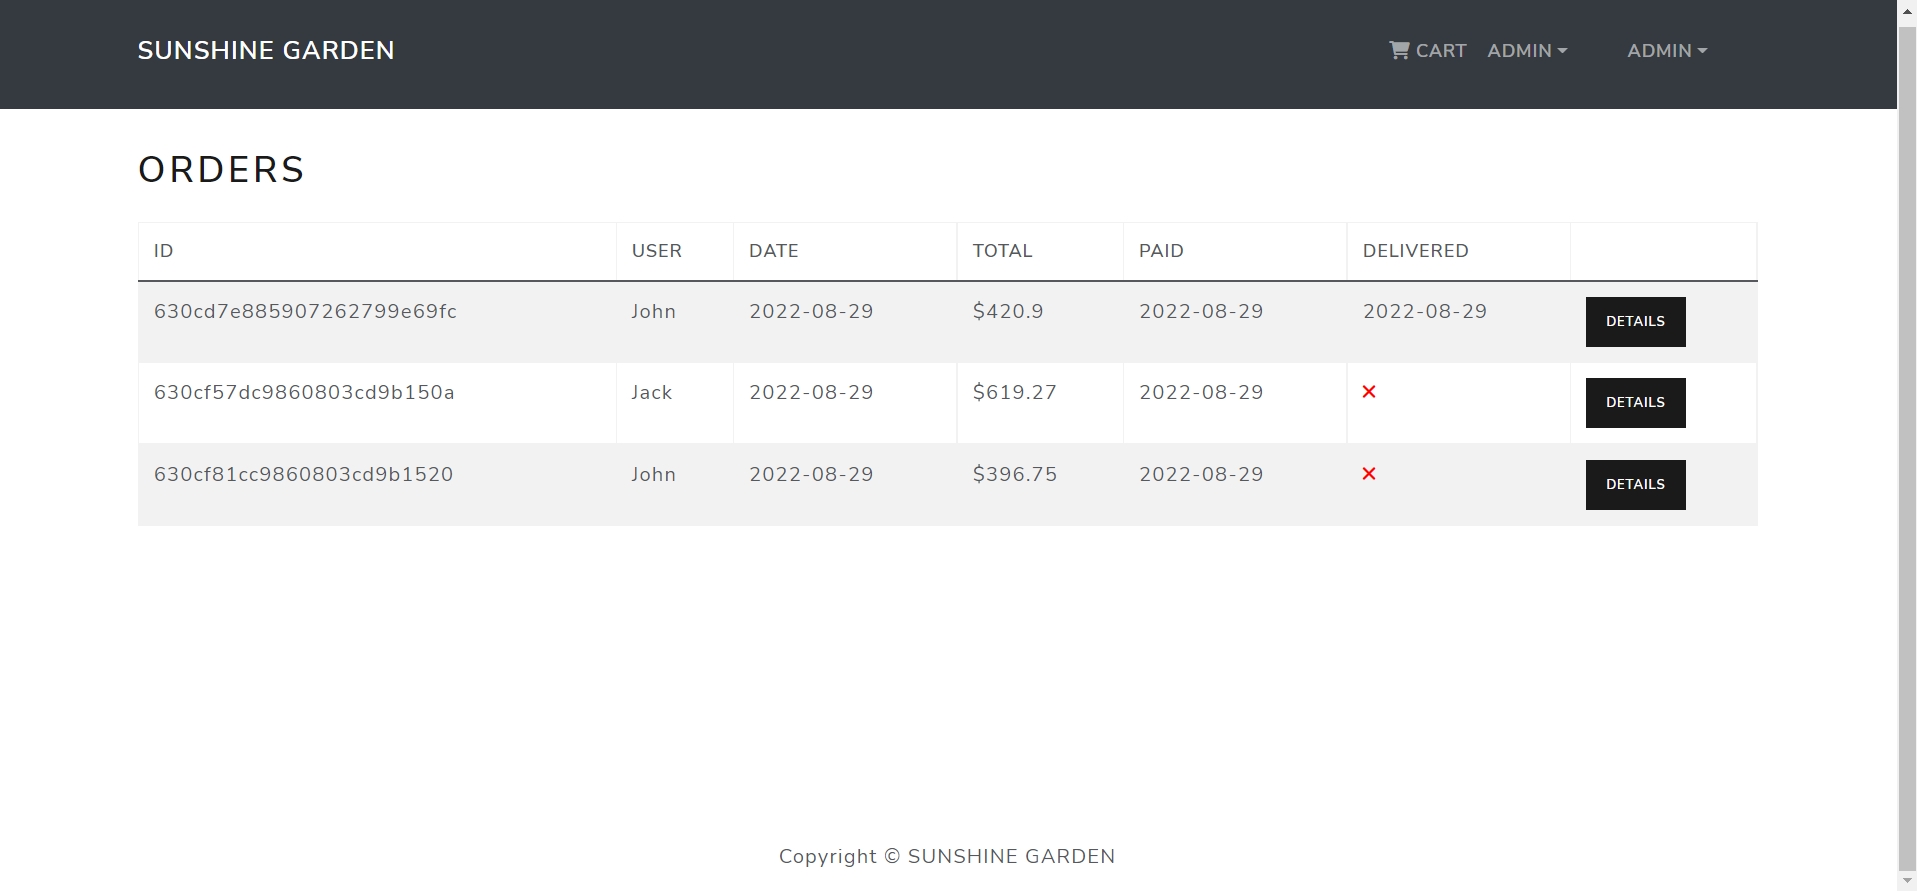 SUNSHINE GARDEN CART ADMIN ADMIN
ORDERS
ID USER DATE TOTAL PAID DELIVERED
630cd7e885907262799e69fc John 2022-08-29 $420.9 2022-08-29 2022-08-29 DETAILS
630cf57dc9860803cd9b150a Jack 2022-08-29 $619.27 2022-08-29 DETAILS
630cf81cc9860803cd9b1520 John 2022-08-29 $396.75 2022-08-29 DETAILS
Copyright © SUNSHINE GARDEN